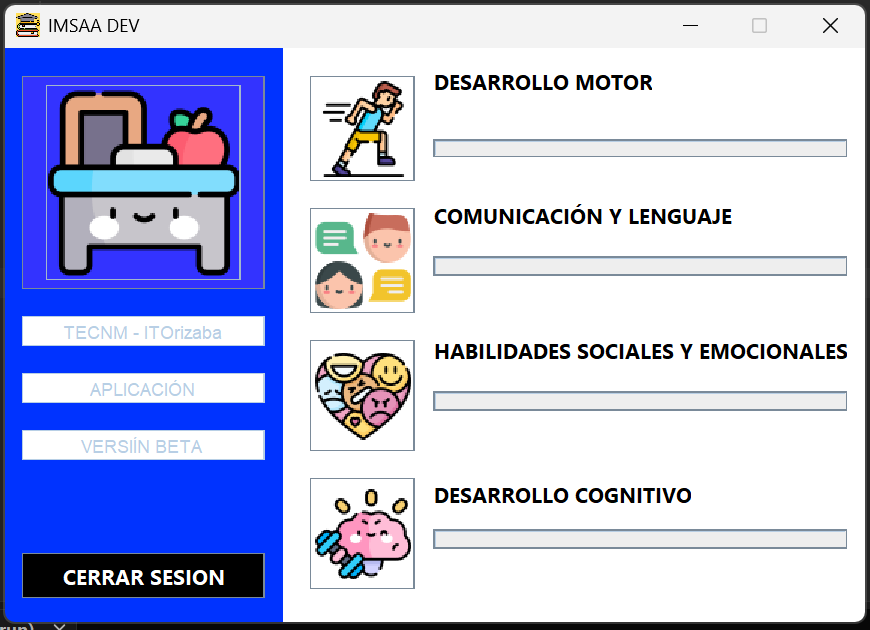 IMSAA DEV
DESARROLLO MOTOR
COMUNICACIÓN Y LENGUAJE
HABILIDADES SOCIALES Y EMOCIONALES
DESARROLLO COGNITIVO
TECNM - ITOrizaba
APLICACIÓN
VERSIÍN BETA
CERRAR SESION